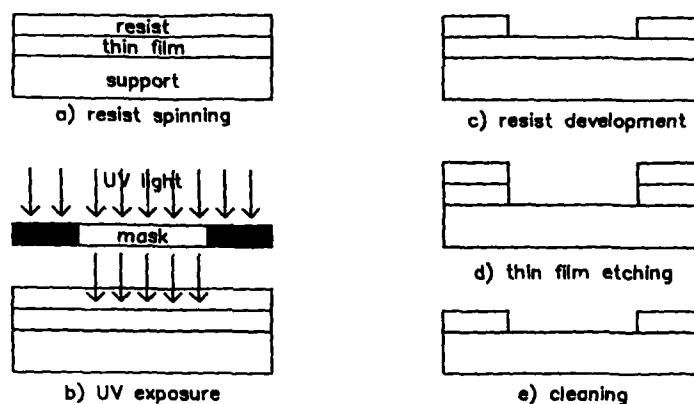 resist
thin film
support
a) resist spinning
UV light
mask
b) UV exposure
c) resist development
d) thin film etching
e) cleaning